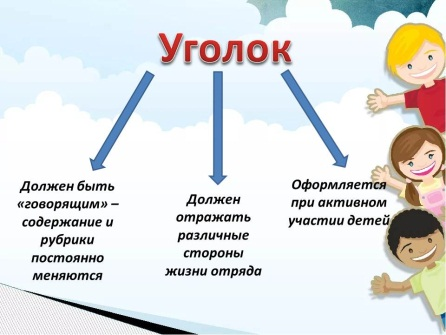 Уголок
Должен быть
«говорящим» –
содержание и
рубрики
постоянно
меняются
Должен
отражать
различные
стороны
жизни отряда
Оформляется
при активном
участии детей